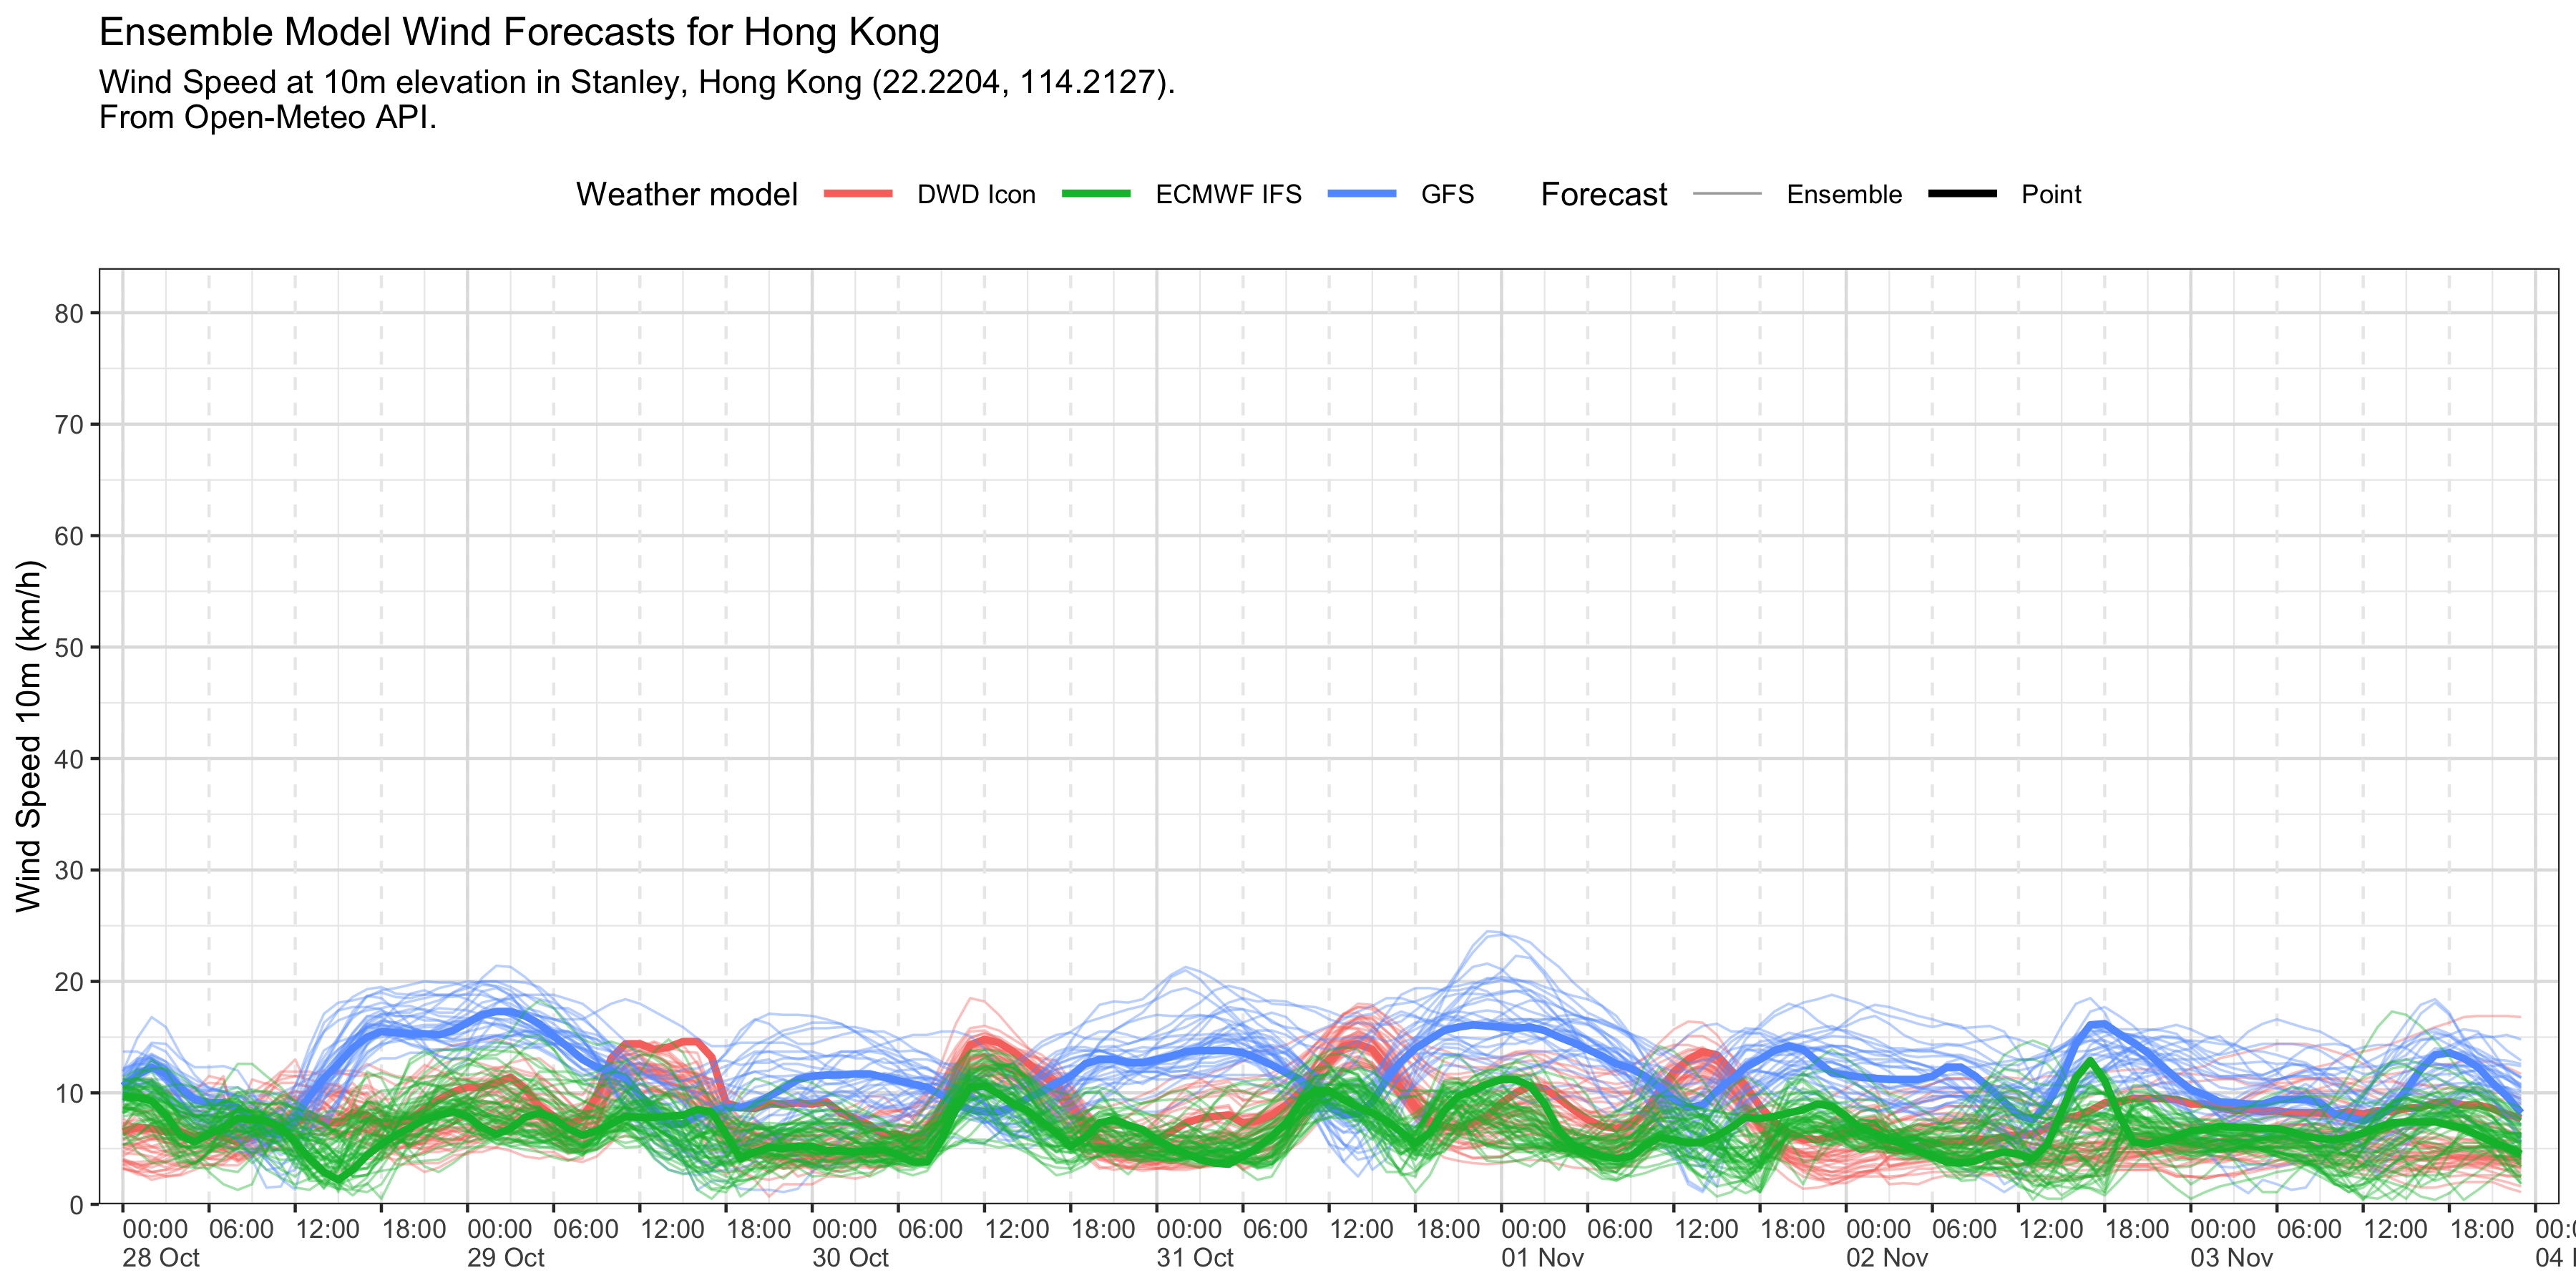 Ensemble Model Wind Forecasts for Hong Kong
Wind Speed at 10m elevation in Stanley, Hong Kong (22.2204, 114.2127).
From Open-Meteo API.
Weather model DWD Icon ECMWF IFS GFS Forecast Ensemble Point
Wind Speed 10m (km/h)
80
70
60
50
40
30
20
10
0
00:00 06:00 12:00 18:00 00:00 06:00 12:00 18:00 00:00 06:00 12:00 18:00 00:00 06:00 12:00 18:00 00:00 06:00 12:00 18:00 00:00 06:00 12:00 18:00 00:00 06:00 12:00 18:00
28 Oct 29 Oct 30 Oct 31 Oct 01 Nov 02 Nov 03 Nov 04